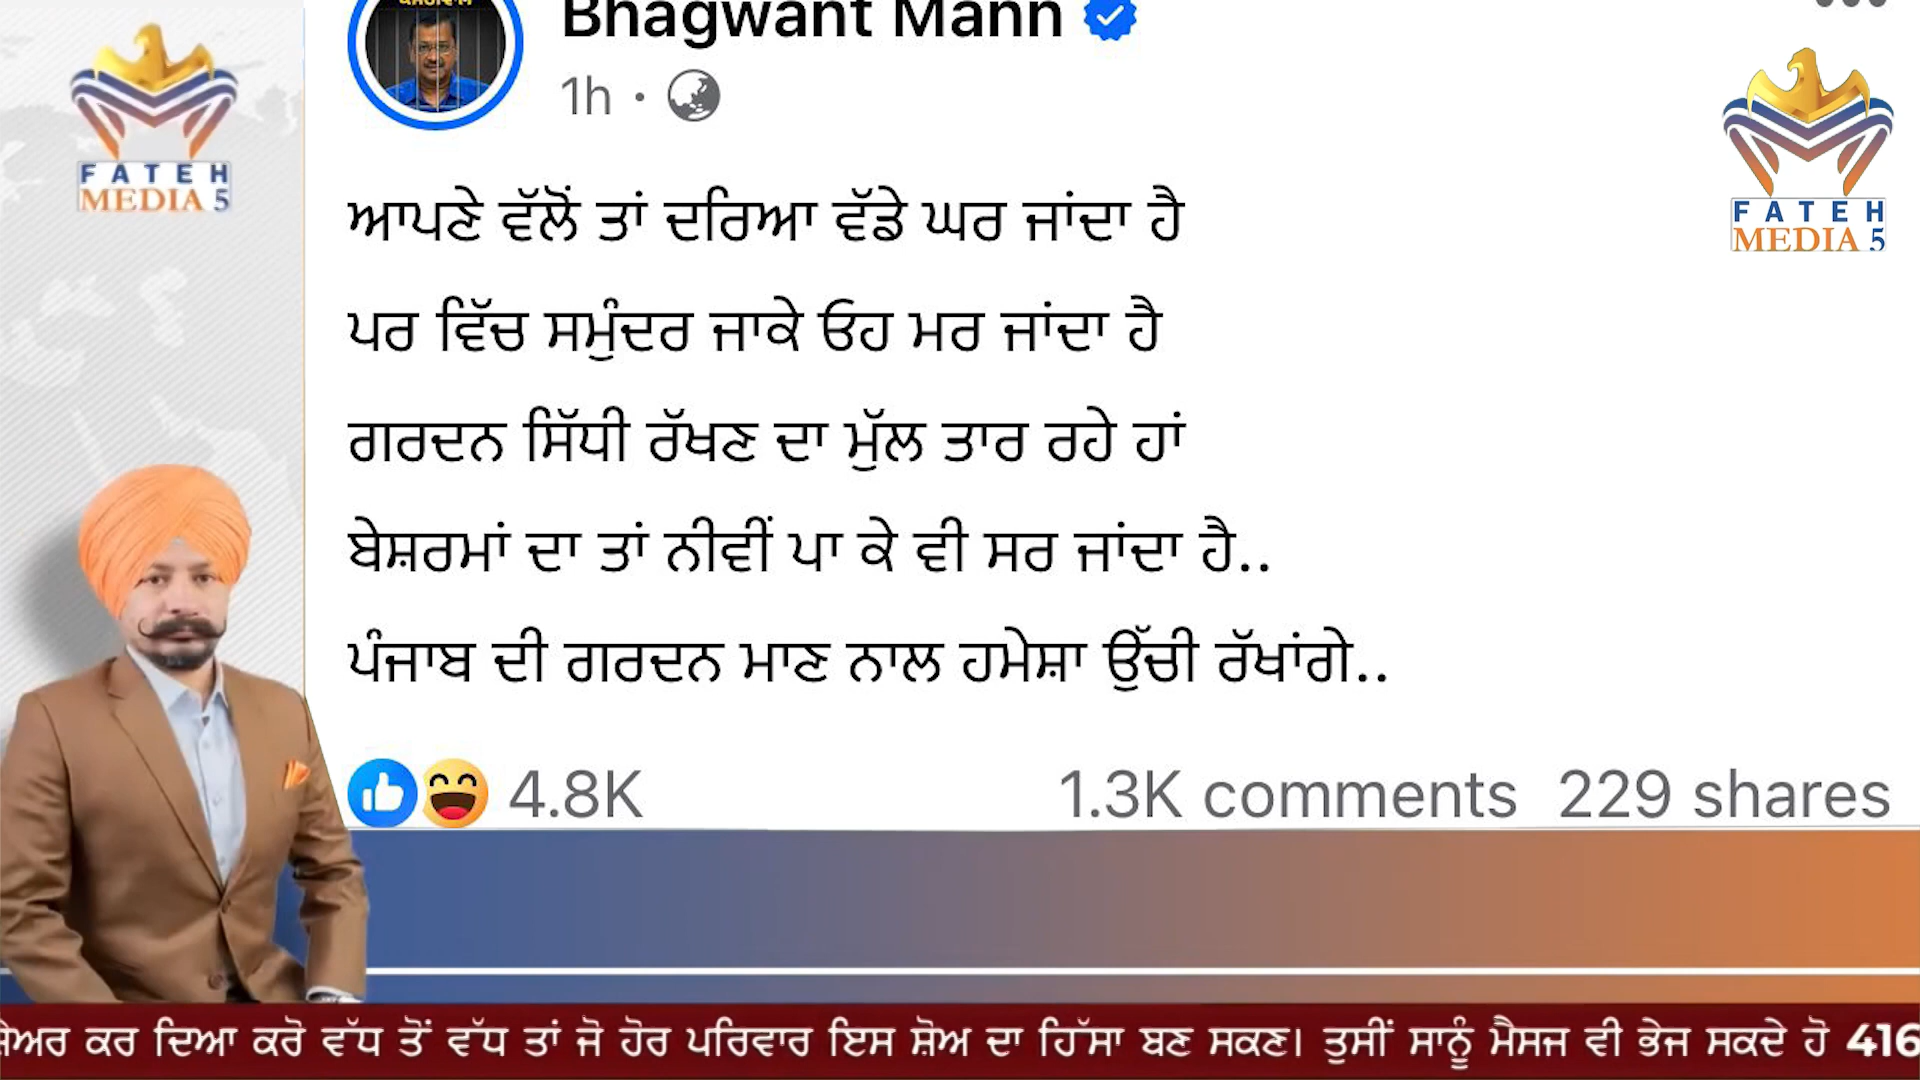 Bhagwant Mann
1h ·
FATEH
MEDIA 5
FATEH
MEDIA 5
ਆਪਣੇ ਵੱਲੋਂ ਤਾਂ ਦਰਿਆ ਵੱਡੇ ਘਰ ਜਾਂਦਾ ਹੈ
ਪਰ ਵਿੱਚ ਸਮੁੰਦਰ ਜਾਕੇ ਓਹ ਮਰ ਜਾਂਦਾ ਹੈ
ਗਰਦਨ ਸਿੱਧੀ ਰੱਖਣ ਦਾ ਮੁੱਲ ਤਾਰ ਰਹੇ ਹਾਂ
ਬੇਸ਼ਰਮਾਂ ਦਾ ਤਾਂ ਨੀਵੀਂ ਪਾ ਕੇ ਵੀ ਸਰ ਜਾਂਦਾ ਹੈ..
ਪੰਜਾਬ ਦੀ ਗਰਦਨ ਮਾਣ ਨਾਲ ਹਮੇਸ਼ਾ ਉੱਚੀ ਰੱਖਾਂਗੇ..
4.8K 1.3K comments 229 shares
ਸ਼ੇਅਰ ਕਰ ਦਿਆ ਕਰੋ ਵੱਧ ਤੋਂ ਵੱਧ ਤਾਂ ਜੋ ਹੋਰ ਪਰਿਵਾਰ ਇਸ ਸ਼ੋਅ ਦਾ ਹਿੱਸਾ ਬਣ ਸਕਣ। ਤੁਸੀਂ ਸਾਨੂੰ ਮੈਸਜ ਵੀ ਭੇਜ ਸਕਦੇ ਹੋ 416